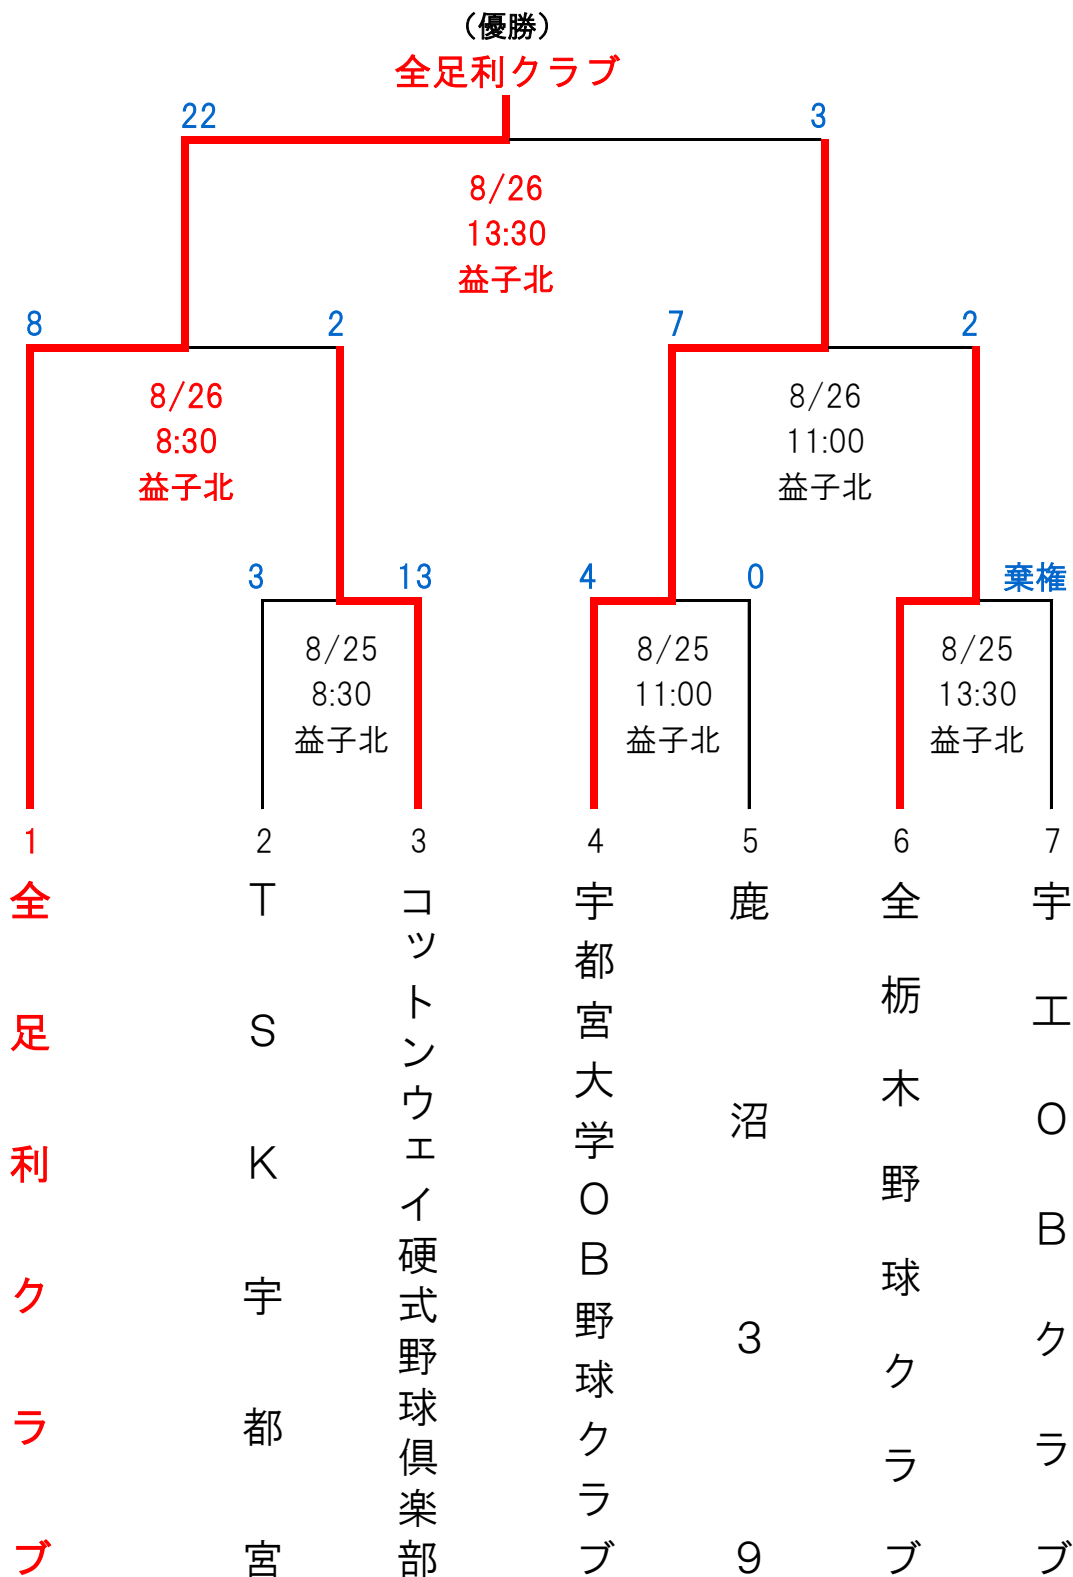 （優勝）
全足利クラブ
22
3
8/26
13:30
益子北
8
2
7
2
8/26
8:30
益子北
8/26
11:00
益子北
3
13
4
0
棄権
8/25
8:30
益子北
8/25
11:00
益子北
8/25
13:30
益子北
1
2
3
4
5
6
7
全足利クラブ
TSK宇都宮
コットンウェイ硬式野球倶楽部
宇都宮大学OB野球クラブ
鹿沼39
全栃木野球クラブ
宇工OBクラブ